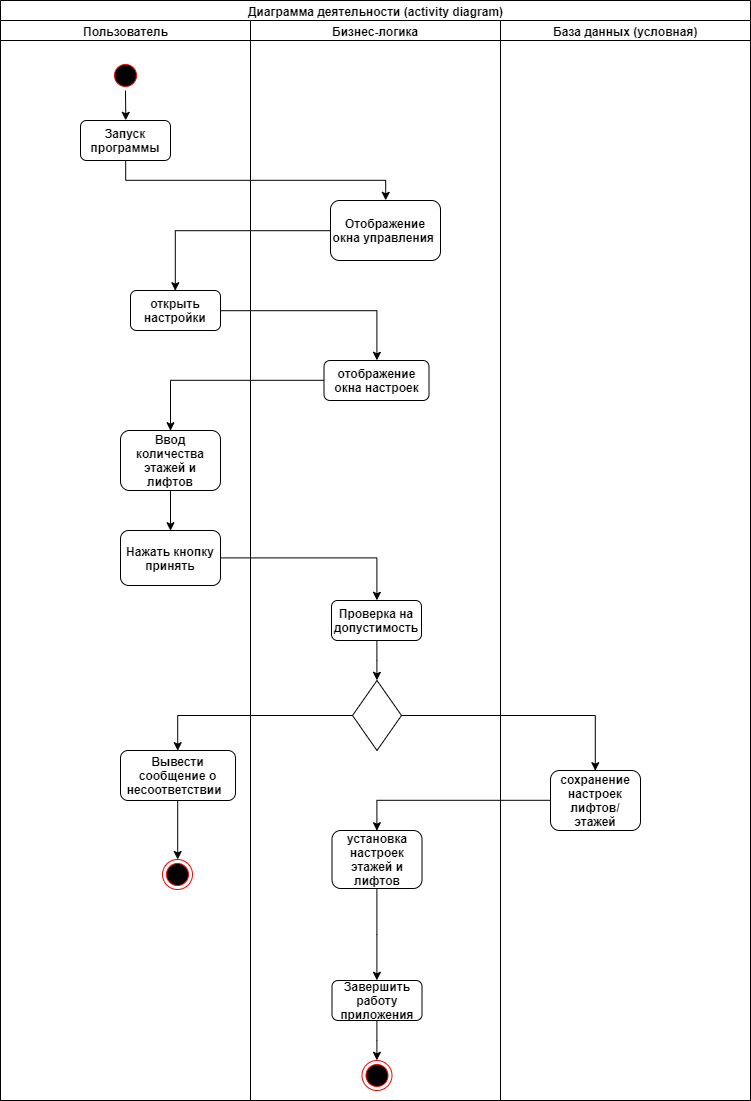 Диаграмма деятельности (activity diagram)
Пользователь
Бизнес-логика
База данных (условная)
Запуск
программы
Отображение
окна управления
открыть
настройки
отображение
окна настроек
Ввод
количества
этажей и
лифтов
Нажать кнопку
принять
Проверка на
допустимость
Вывести
сообщение о
несоответствии
сохранение
настроек
лифтов/
этажей
установка
настроек
этажей и
лифтов
Завершить
работу
приложения